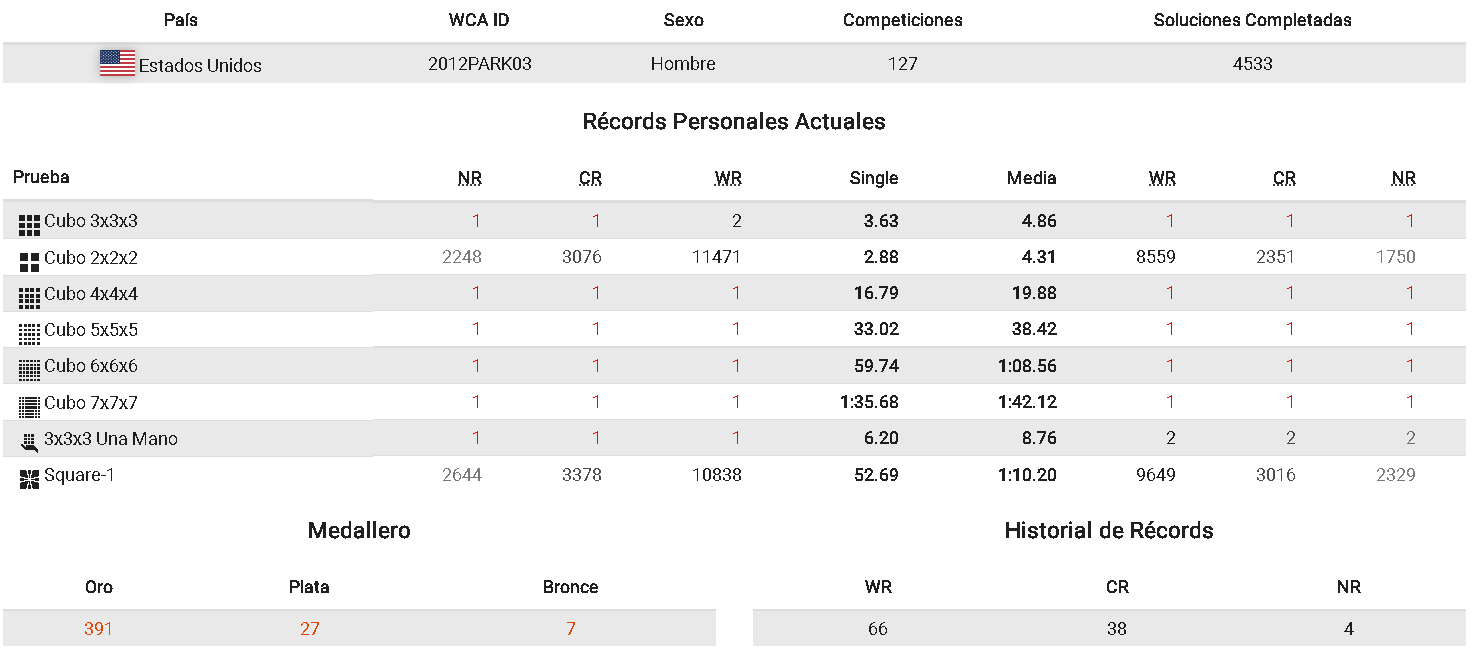 País WCA ID Sexo Competiciones Soluciones Completadas
Estados Unidos 2012PARK03 Hombre 127 4533
Récords Personales Actuales
Prueba NR CR WR Single Media WR CR NR
Cubo 3x3x3 1 1 2 3.63 4.86 1 1 1
Cubo 2x2x2 2248 3076 11471 2.88 4.31 8559 2351 1750
Cubo 4x4x4 1 1 1 16.79 19.88 1 1 1
Cubo 5x5x5 1 1 1 33.02 38.42 1 1 1
Cubo 6x6x6 1 1 1 59.74 1:08.56 1 1 1
Cubo 7x7x7 1 1 1 1:35.68 1:42.12 1 1 1
3x3x3 Una Mano 1 1 1 6.20 8.76 2 2 2
Square-1 2644 3378 10838 52.69 1:10.20 9649 3016 2329
Medallero Historial de Récords
Oro Plata Bronce WR CR NR
391 27 7 66 38 4